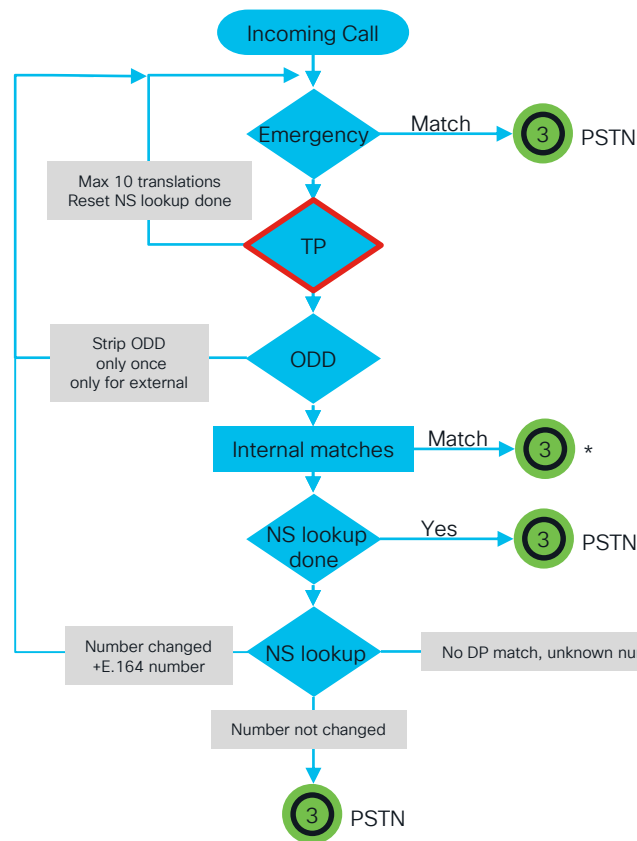 Incoming Call
Emergency
Match
3
PSTN
Max 10 translations
Reset NS lookup done
TP
Strip ODD
only once
only for external
ODD
Internal matches
Match
3
*
NS lookup
done
Yes
3
PSTN
Number changed
+E.164 number
NS lookup
No DP match, unknown
Number not changed
3
PSTN